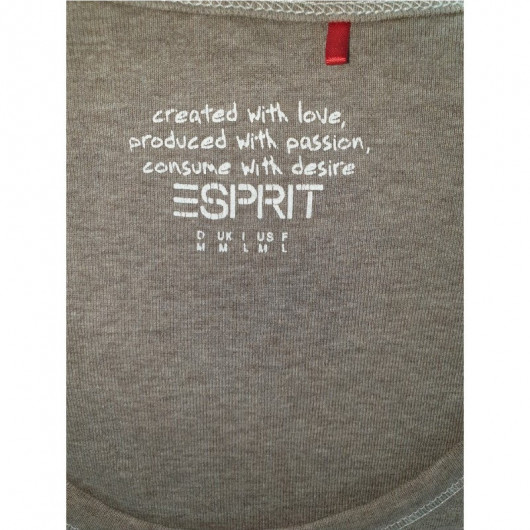 created with love,
produced with passion,
consume with desire
ESPRIT
D UK I US F
M M L M L